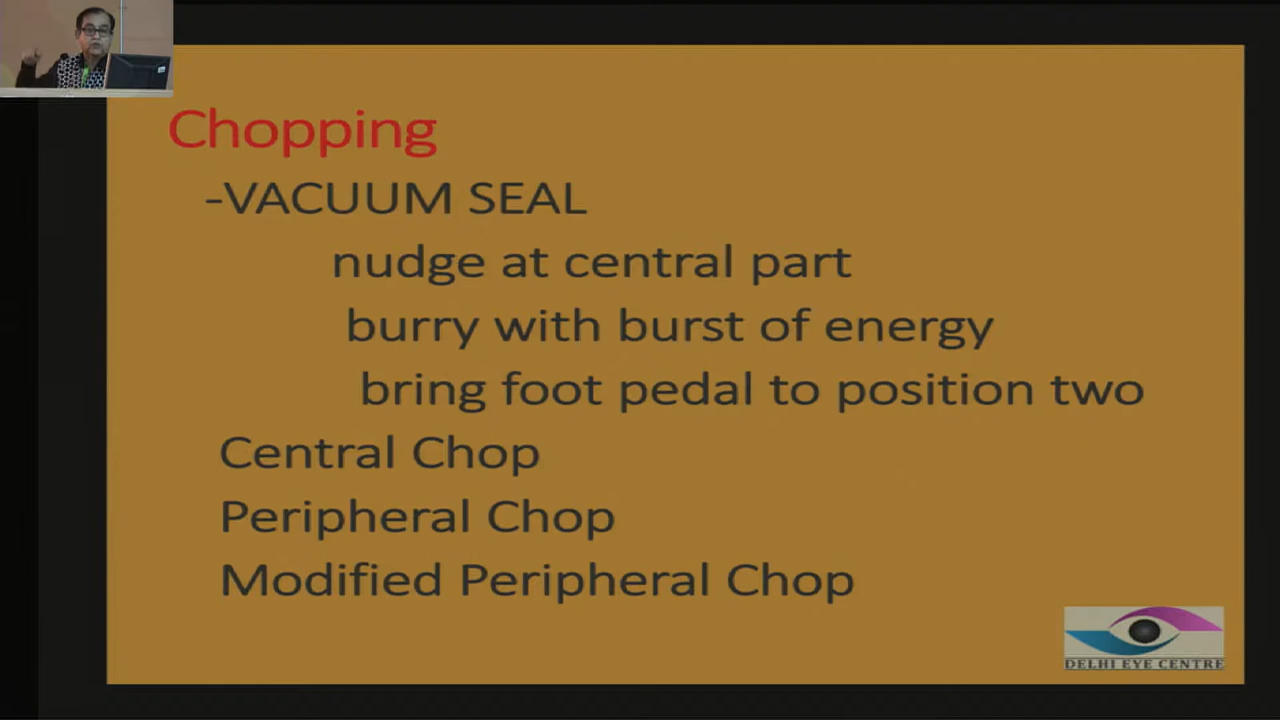 Chopping
-VACUUM SEAL
nudge at central part
burry with burst of energy
bring foot pedal to position two
Central Chop
Peripheral Chop
Modified Peripheral Chop
DELHI EYE CENTRE